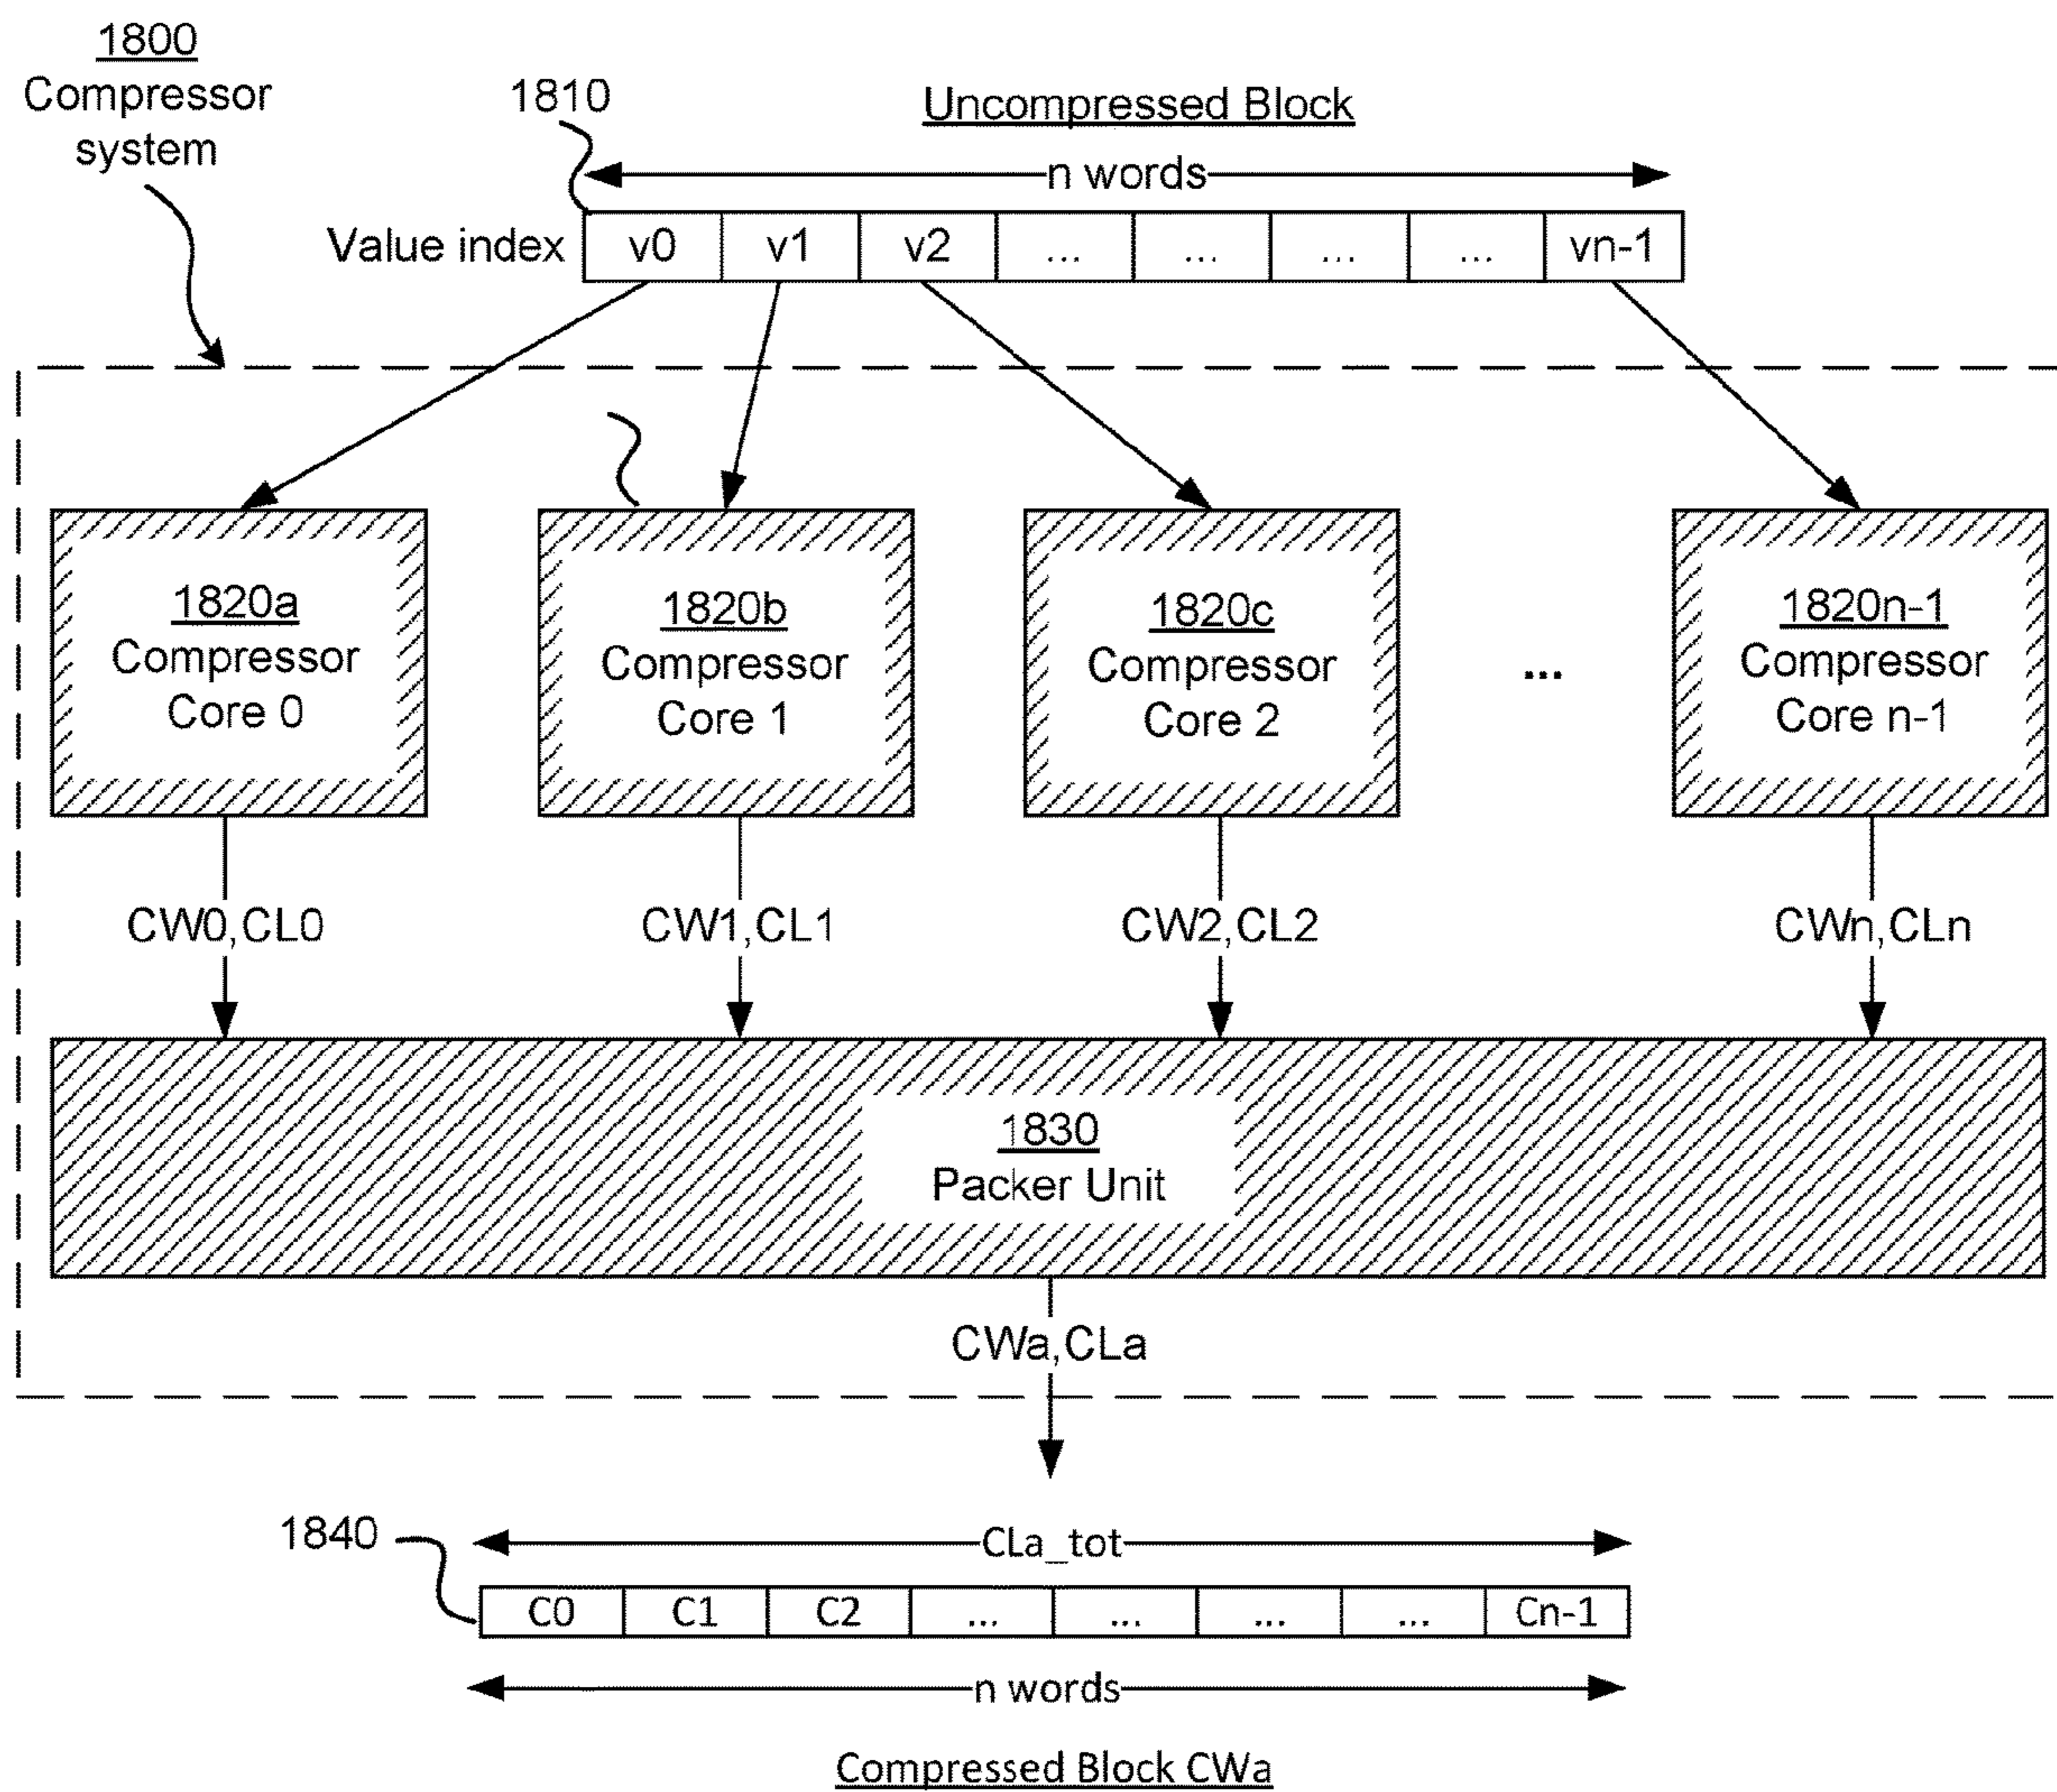 1800
Compressor
system
1810
Uncompressed Block
n words
Value index
v0
v1
v2
...
...
...
...
vn-1
1820a
Compressor
Core 0
1820b
Compressor
Core 1
1820c
Compressor
Core 2
...
1820n-1
Compressor
Core n-1
CW0,CL0
CW1,CL1
CW2,CL2
CWn,CLn
1830
Packer Unit
CWa,CLa
1840
CLa_tot
C0
C1
C2
...
...
...
...
Cn-1
n words
Compressed Block CWa